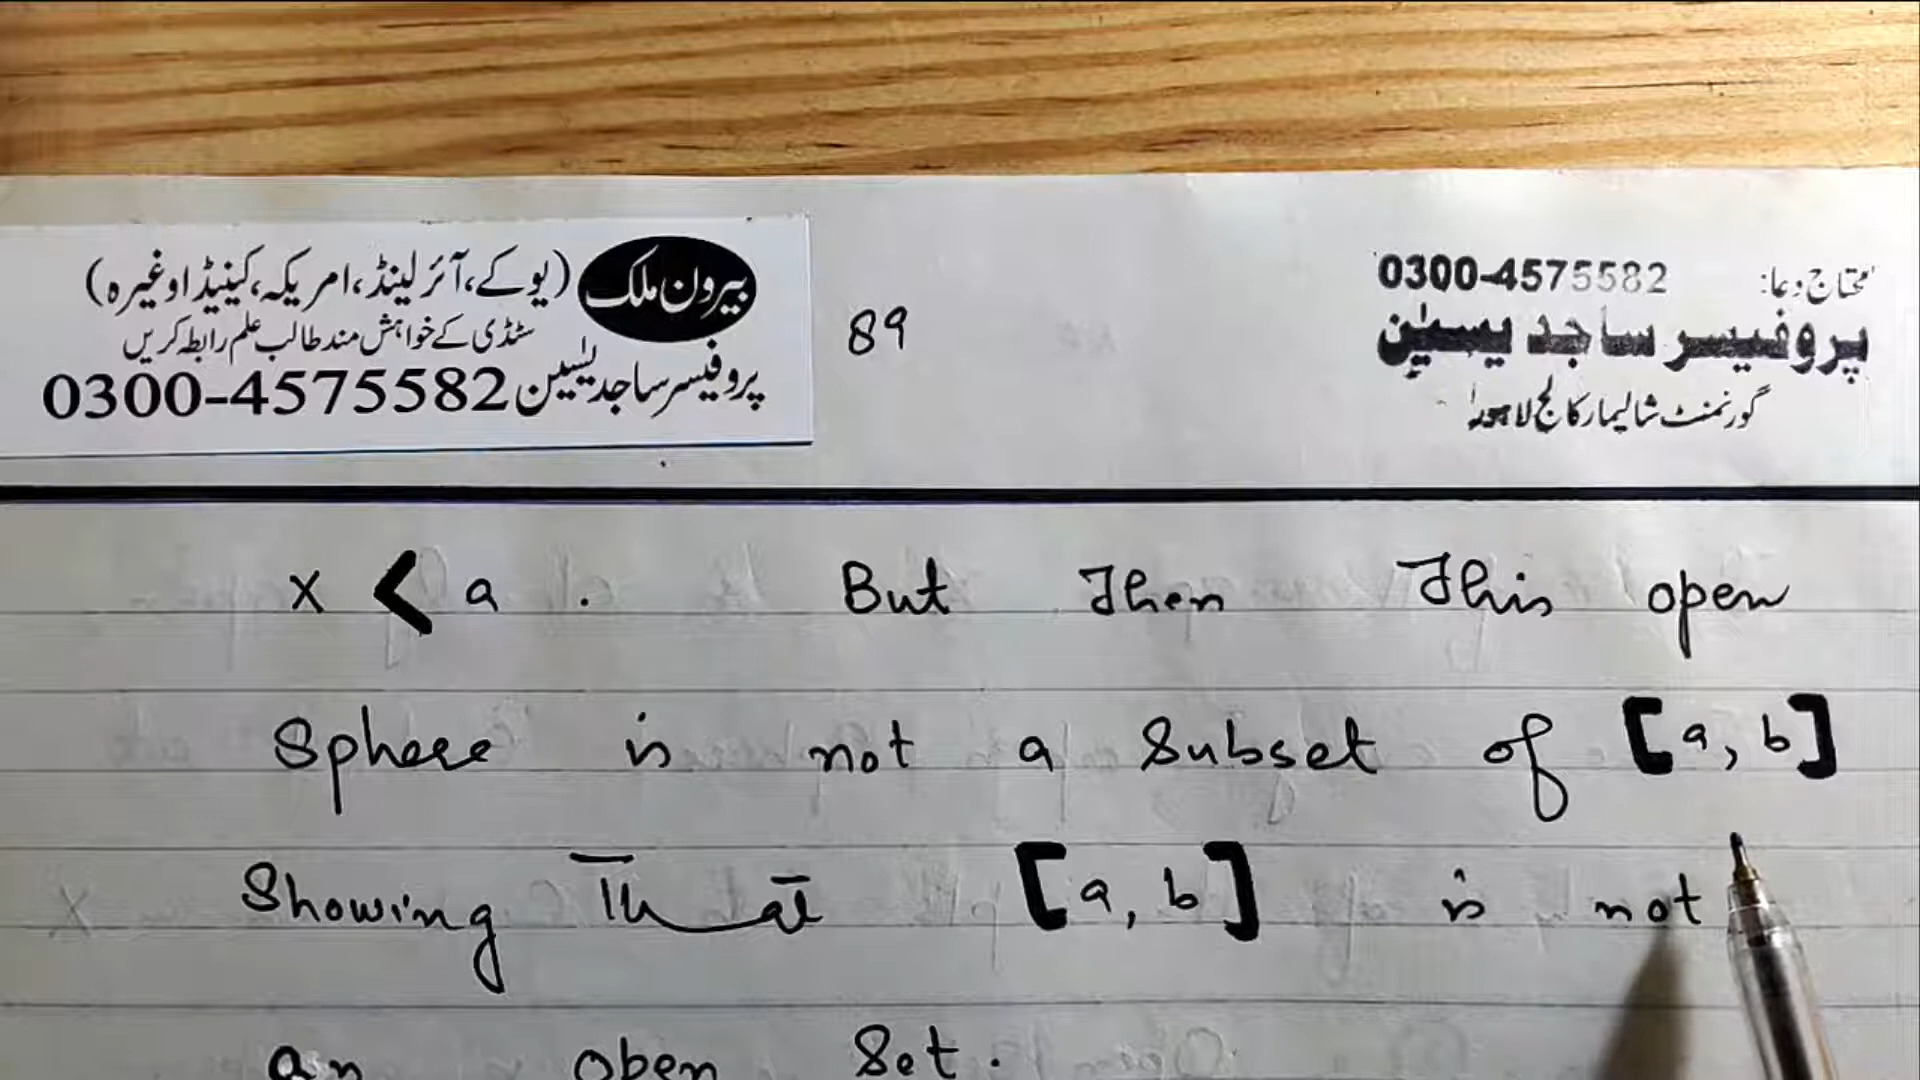 بیرون ملک (یوکے، آئرلینڈ، امریکہ، کینیڈا وغیرہ)
سٹڈی کے خواہش مند طالب علم رابطہ کریں
پروفیسر ساجد یٰسین 0300-4575582
89
محتاج دعا: 0300-4575582
پروفیسر ساجد یسیٰن
گورنمنٹ شالیمار کالج لاہور
x < a . But Then This open
Sphere is not a Subset of [a, b]
Showing That [a, b] is not
an open Set.